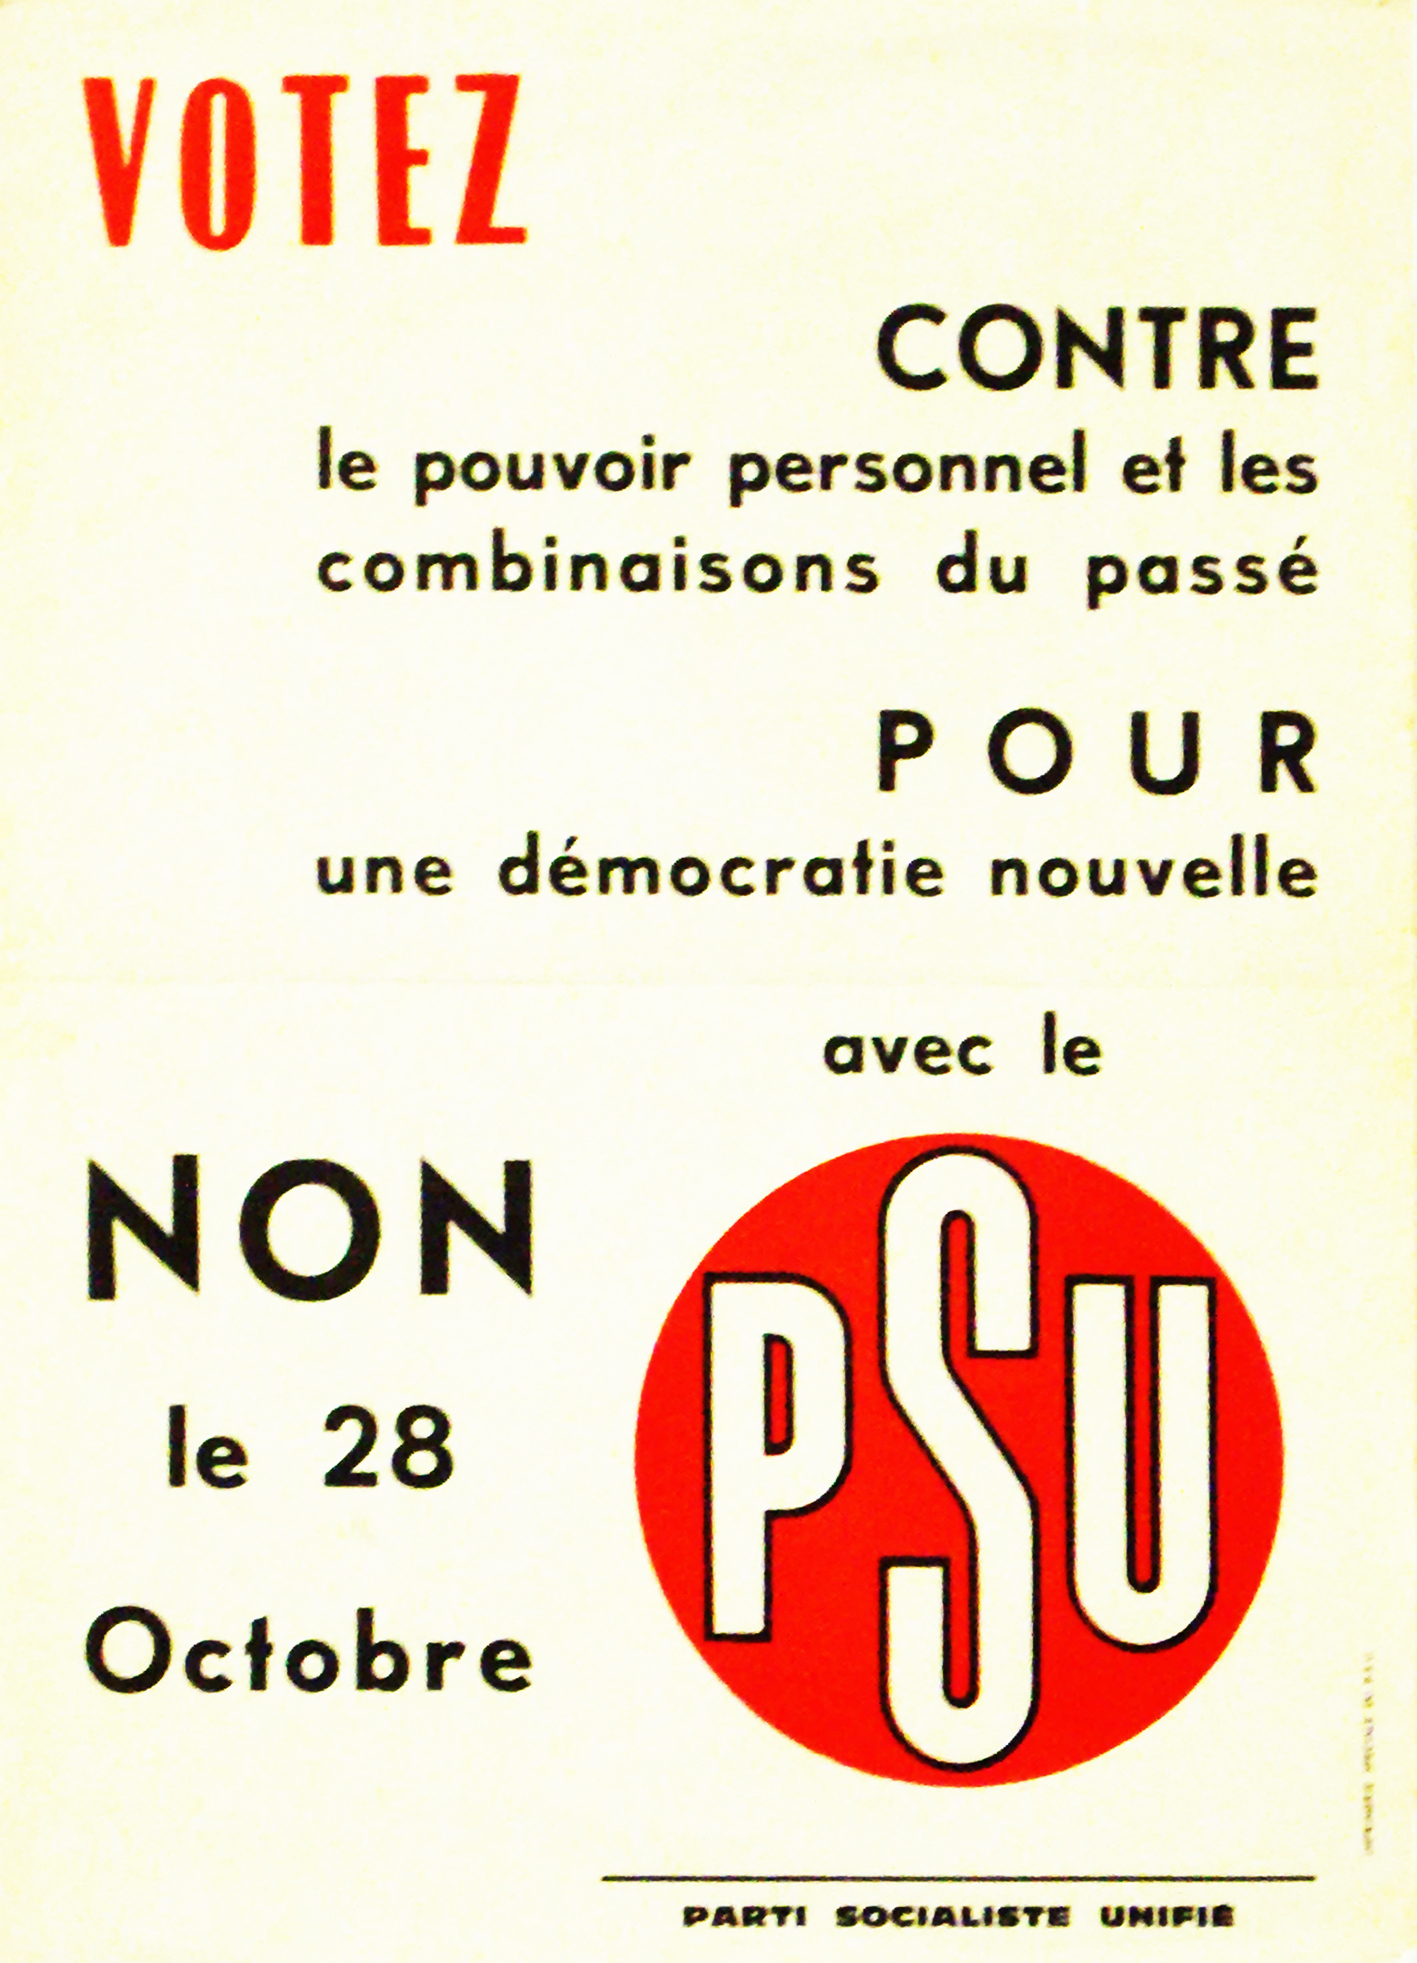 VOTEZ
CONTRE
le pouvoir personnel et les
combinaisons du passé
POUR
une démocratie nouvelle
avec le
NON
le 28
Octobre
PSU
PARTI SOCIALISTE UNIFIÉ